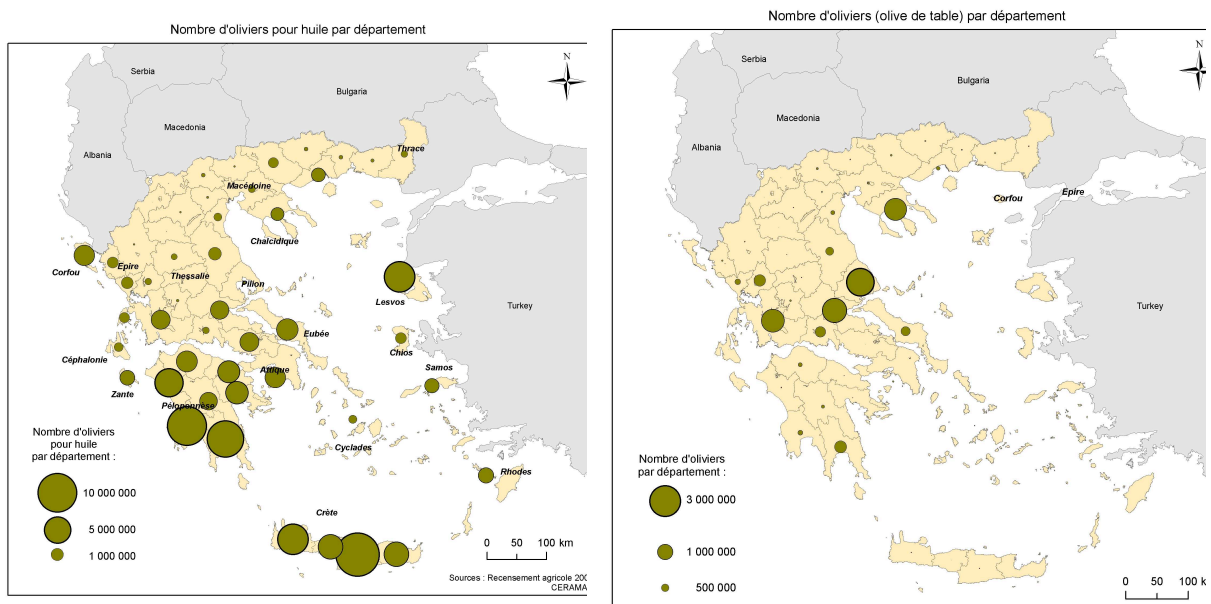 Nombre d'oliviers pour huile par département
N
Serbia
Bulgaria
Macedonia
Albania
Thrace
Macédoine
Chalcidique
Corfou
Epire
Thessalie
Pilion
Lesvos
Turkey
Eubée
Céphalonie
Chios
Attique
Samos
Zante
Péloponnèse
Cyclades
Rhodes
Crète
Nombre d'oliviers
pour huile
par département :
10 000 000
5 000 000
1 000 000
0 50 100 km
Sources : Recensement agricole 200
CERAMA
Nombre d'oliviers (olive de table) par département
N
Serbia
Bulgaria
Macedonia
Albania
Corfou
Epire
Turkey
Nombre d'oliviers
par département :
3 000 000
1 000 000
500 000
0 50 100 k